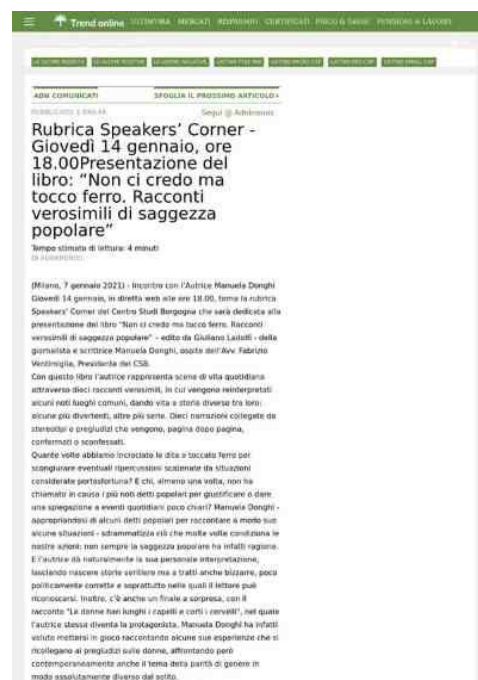 Trend online ULTIMORA MERCATI RISPARMIO CERTIFICATI FISCO & TASSE PENSIONI & LAVORO
ADN COMUNICATI SFOGLIA IL PROSSIMO ARTICOLO
Segui @Adnkronos
Rubrica Speakers' Corner -
Giovedì 14 gennaio, ore
18.00Presentazione del
libro: “Non ci credo ma
tocco ferro. Racconti
verosimili di saggezza
popolare”
Tempo stimato di lettura: 4 minuti
DI ADNKRONOS
(Milano, 7 gennaio 2021) - Incontro con l'Autrice Manuela Donghi
Giovedì 14 gennaio, in diretta web alle ore 18.00, torna la rubrica
Speakers' Corner del Centro Studi Borgogna che sarà dedicata alla
presentazione del libro “Non ci credo ma tocco ferro. Racconti
verosimili di saggezza popolare” - edito da Giuliano Ladolfi - della
giornalista e scrittrice Manuela Donghi, ospite dell'Avv. Fabrizio
Ventimiglia, Presidente del CSB.
Con questo libro l'autrice rappresenta scene di vita quotidiana
attraverso dieci racconti verosimili, in cui vengono reinterpretati
alcuni noti luoghi comuni, dando vita a storie diverse tra loro:
alcune più divertenti, altre più serie. Dieci narrazioni collegate da
stereotipi e pregiudizi che vengono, pagina dopo pagina,
confermati o sconfessati.
Quante volte abbiamo incrociato le dita e toccato ferro per
scongiurare eventuali ripercussioni scatenate da situazioni
considerate portasfortuna? E chi, almeno una volta, non ha
chiamato in causa i più noti detti popolari per giustificare o dare
una spiegazione a eventi quotidiani poco chiari? Manuela Donghi -
appropriandosi di alcuni detti popolari per raccontare a modo suo
alcune situazioni - sdrammatizza ciò che molte volte condiziona le
nostre azioni: non sempre la saggezza popolare ha infatti ragione.
E l'autrice dà naturalmente la sua personale interpretazione,
lasciando nascere storie veritiere ma a tratti anche bizzarre, poco
politicamente corrette e soprattutto nelle quali il lettore può
riconoscersi. Inoltre, c'è anche un finale a sorpresa, con il
racconto "Le donne han lunghi i capelli e corti i cervelli", nel quale
l'autrice stessa diventa la protagonista. Manuela Donghi ha infatti
voluto mettersi in gioco raccontando alcune sue esperienze che si
ricollegano ai pregiudizi sulle donne, affrontando però
contemporaneamente anche il tema della parità di genere in
modo assolutamente diverso dal solito.